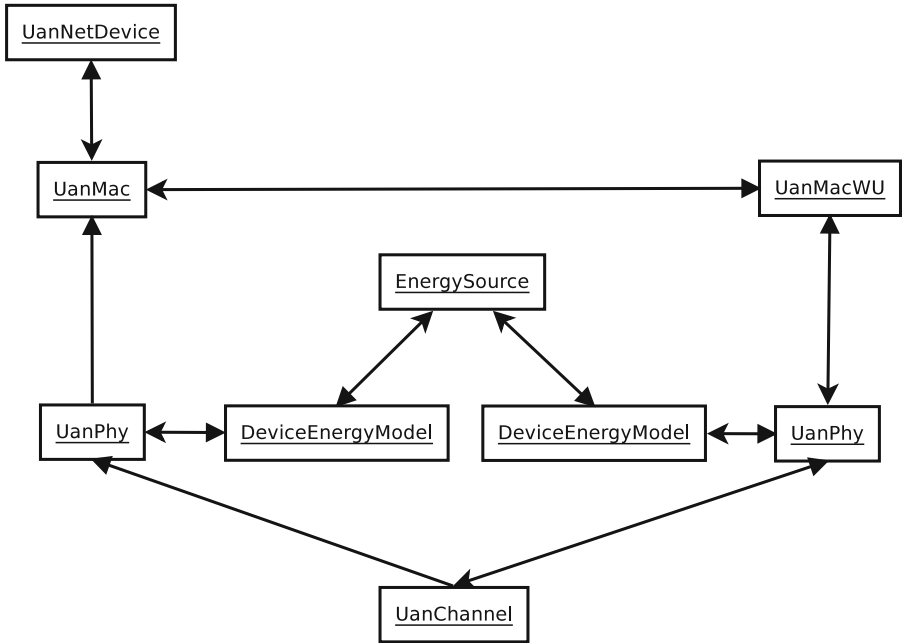 UanNetDevice
UanMac
UanMacWU
EnergySource
UanPhy
DeviceEnergyModel
DeviceEnergyModel
UanPhy
UanChannel